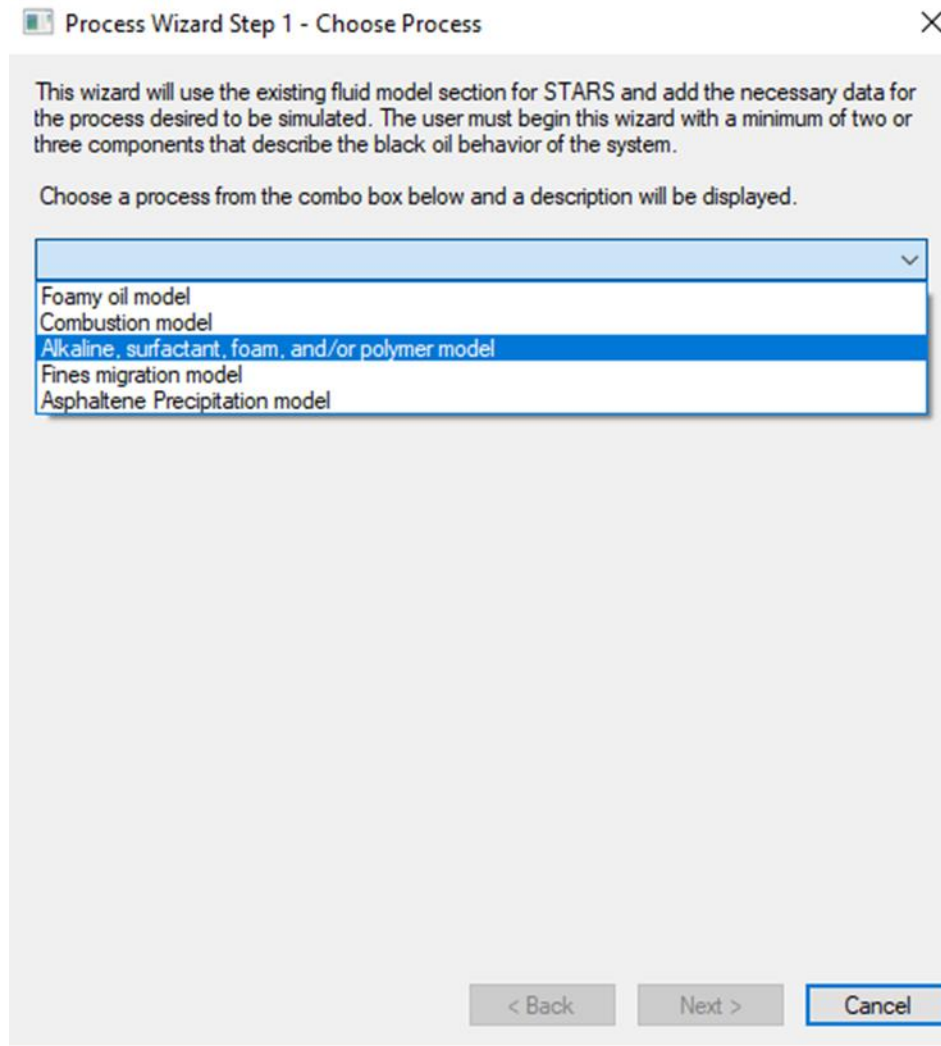 Process Wizard Step 1 - Choose Process
This wizard will use the existing fluid model section for STARS and add the necessary data for
the process desired to be simulated. The user must begin this wizard with a minimum of two or
three components that describe the black oil behavior of the system.
Choose a process from the combo box below and a description will be displayed.
Foamy oil model
Combustion model
Alkaline, surfactant, foam, and/or polymer model
Fines migration model
Asphaltene Precipitation model
< Back Next > Cancel